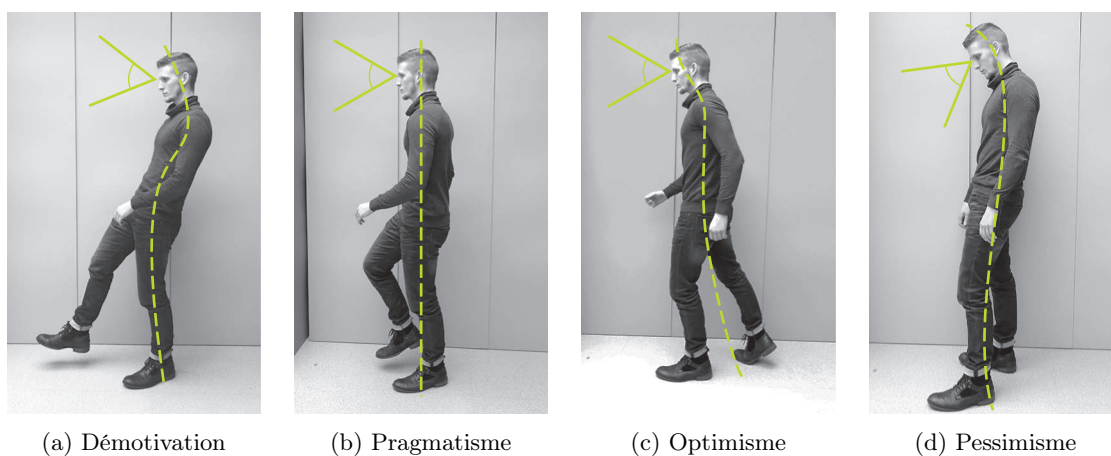 (a) Démotivation
(b) Pragmatisme
(c) Optimisme
(d) Pessimisme